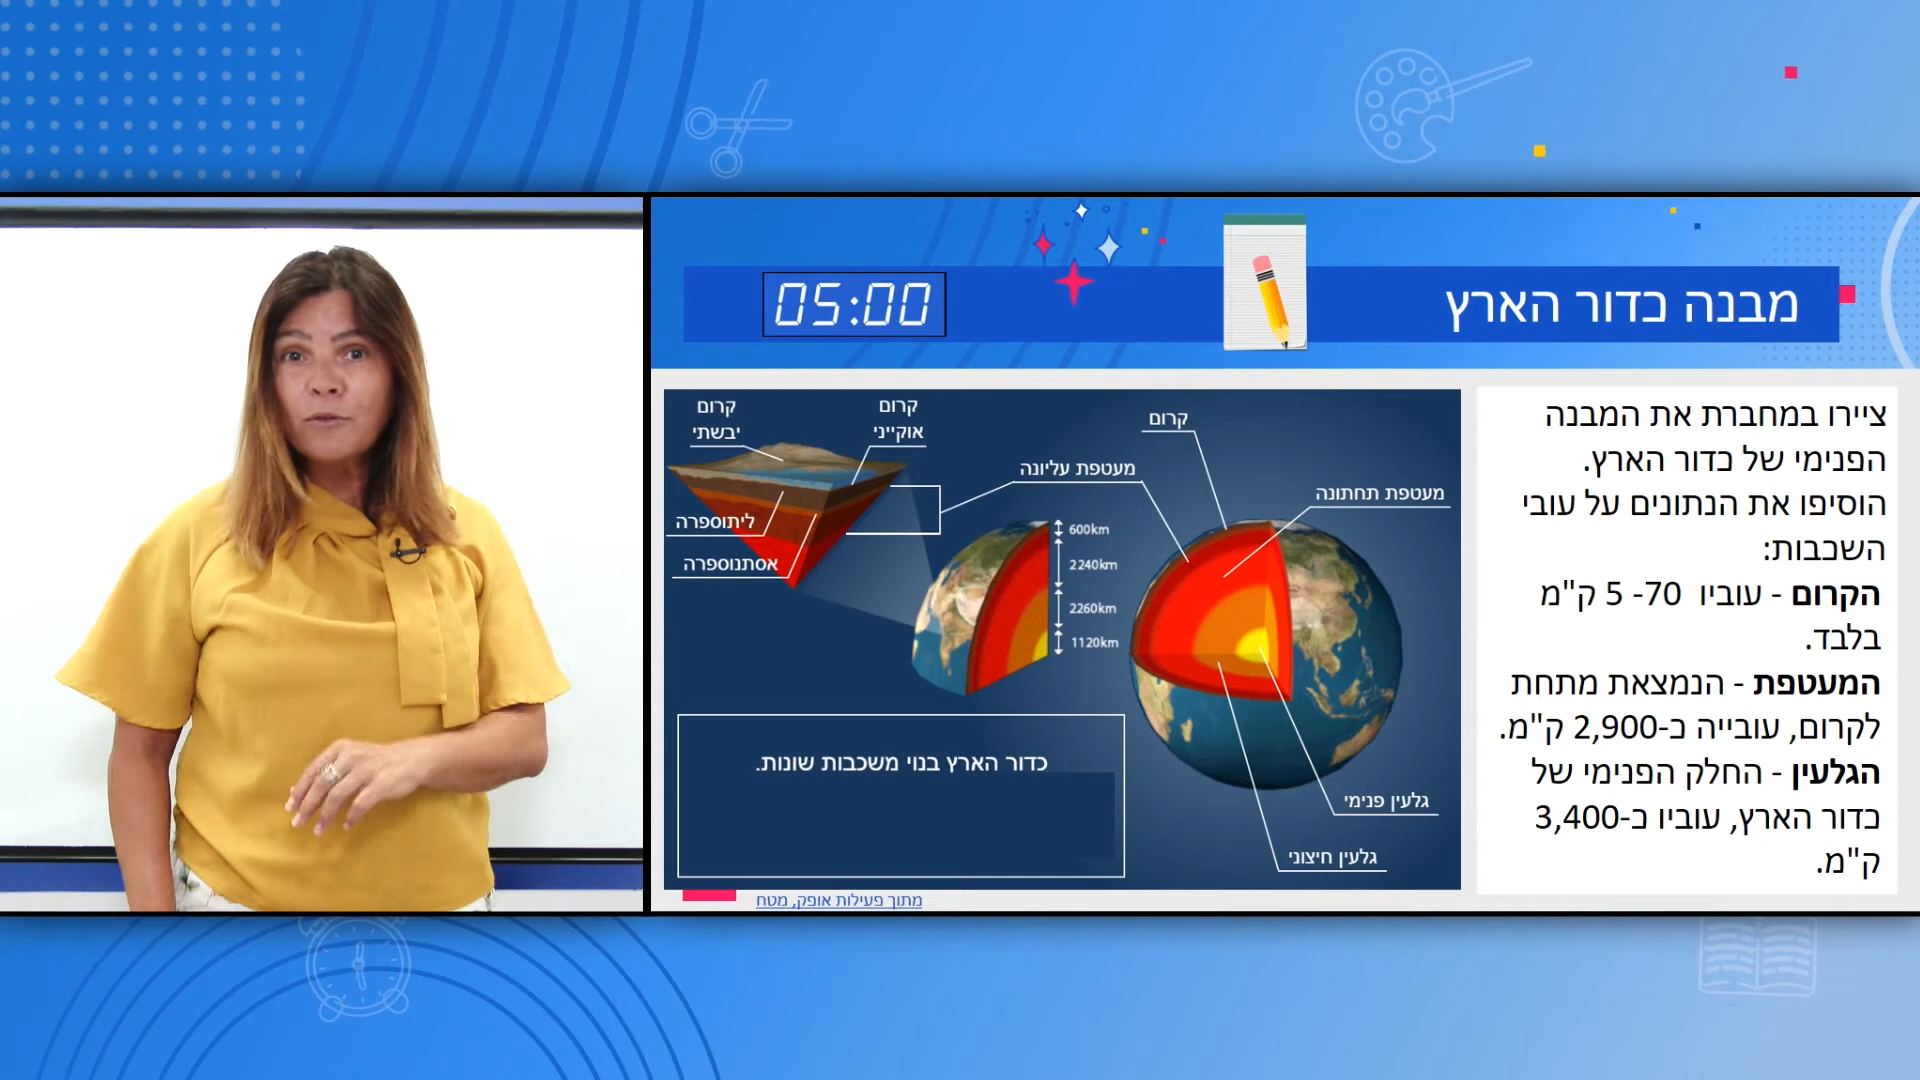 מבנה כדור הארץ
05:00
ציירו במחברת את המבנה
הפנימי של כדור הארץ.
הוסיפו את הנתונים על עובי
השכבות:
הקרום - עוביו 70- 5 ק"מ
בלבד.
המעטפת - הנמצאת מתחת
לקרום, עובייה כ-2,900 ק"מ.
הגלעין - החלק הפנימי של
כדור הארץ, עוביו כ-3,400
ק"מ.
קרום
מעטפת תחתונה
מעטפת עליונה
קרום
אוקייני
קרום
יבשתי
ליתוספרה
אסתנוספרה
600km
2240km
2260km
1120km
גלעין פנימי
גלעין חיצוני
כדור הארץ בנוי משכבות שונות.
מתוך פעילות אופק, מטח